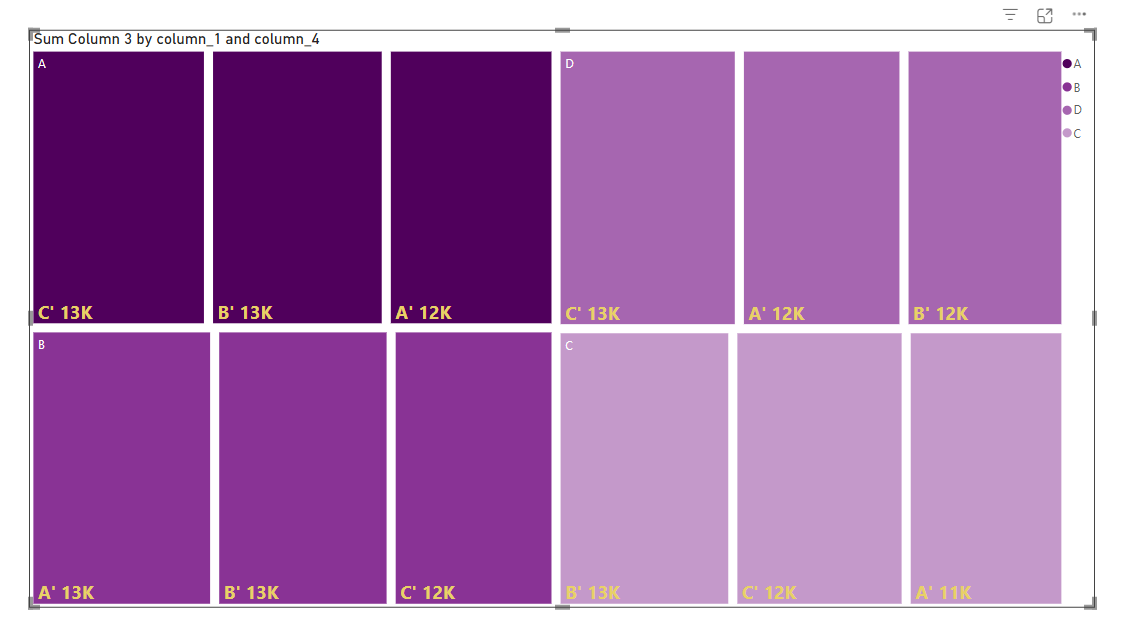 Sum Column 3 by column_1 and column_4
A
C' 13K
B' 13K
A' 12K
D
C' 13K
A' 12K
B' 12K
B
A' 13K
B' 13K
C' 12K
C
B' 13K
C' 12K
A' 11K
A
B
D
C